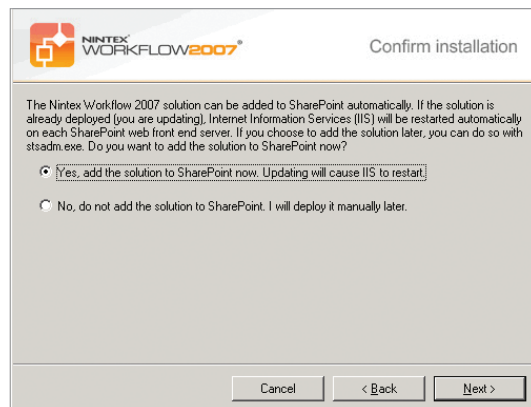 NINTEX®
WORKFLOW2007®
Confirm installation
The Nintex Workflow 2007 solution can be added to SharePoint automatically. If the solution is
already deployed (you are updating), Internet Information Services (IIS) will be restarted automatically
on each SharePoint web front end server. If you choose to add the solution later, you can do so with
stsadm.exe. Do you want to add the solution to SharePoint now?
Yes, add the solution to SharePoint now. Updating will cause IIS to restart.
No, do not add the solution to SharePoint. I will deploy it manually later.
Cancel
< Back
Next >